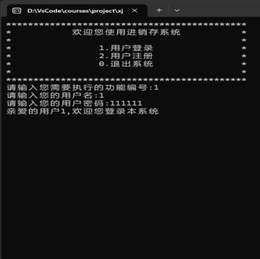 D:\VsCode\courses\project\xj
******************************************
* 欢迎您使用进销存系统 *
* *
* 1.用户登录 *
* 2.用户注册 *
* 0.退出系统 *
* *
******************************************
请输入您需要执行的功能编号:1
请输入您的用户名:1
请输入您的用户密码:111111
亲爱的用户1,欢迎您登录本系统